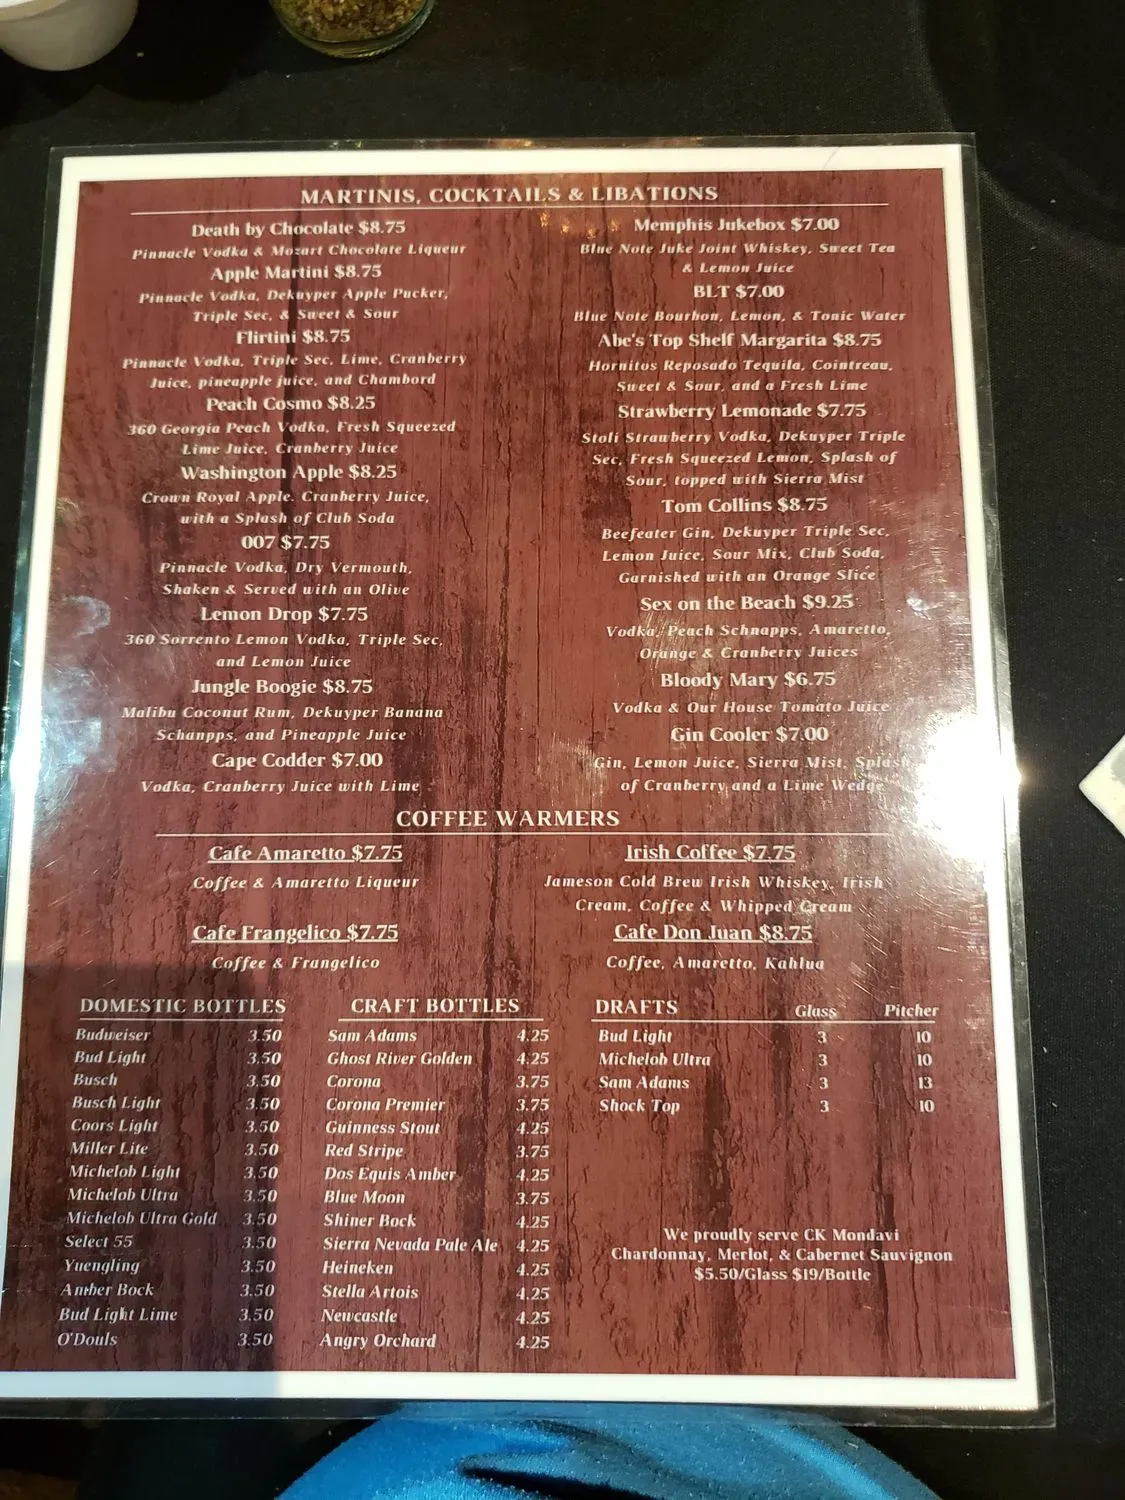 MARTINIS, COCKTAILS & LIBATIONS
Death by Chocolate $8.75
Pinnacle Vodka & Mozart Chocolate Liqueur
Apple Martini $8.75
Pinnacle Vodka, Dekuyper Apple Pucker,
Triple Sec, & Sweet & Sour
Flirtini $8.75
Pinnacle Vodka, Triple Sec, Lime, Cranberry
Juice, pineapple juice, and Chambord
Peach Cosmo $8.25
360 Georgia Peach Vodka, Fresh Squeezed
Lime Juice, Cranberry Juice
Washington Apple $8.25
Crown Royal Apple. Cranberry Juice,
with a Splash of Club Soda
007 $7.75
Pinnacle Vodka, Dry Vermouth,
Shaken & Served with an Olive
Lemon Drop $7.75
360 Sorrento Lemon Vodka, Triple Sec,
and Lemon Juice
Jungle Boogie $8.75
Malibu Coconut Rum, Dekuyper Banana
Schanpps, and Pineapple Juice
Cape Codder $7.00
Vodka, Cranberry Juice with Lime
Memphis Jukebox $7.00
Blue Note Juke Joint Whiskey, Sweet Tea
& Lemon Juice
BLT $7.00
Blue Note Bourbon, Lemon, & Tonic Water
Abe's Top Shelf Margarita $8.75
Hornitos Reposado Tequila, Cointreau,
Sweet & Sour, and a Fresh Lime
Strawberry Lemonade $7.75
Stoli Strawberry Vodka, Dekuyper Triple
Sec, Fresh Squeezed Lemon, Splash of
Sour, topped with Sierra Mist
Tom Collins $8.75
Beefeater Gin, Dekuyper Triple Sec,
Lemon Juice, Sour Mix, Club Soda,
Garnished with an Orange Slice
Sex on the Beach $9.25
Vodka, Peach Schnapps, Amaretto,
Orange & Cranberry Juices
Bloody Mary $6.75
Vodka & Our House Tomato Juice
Gin Cooler $7.00
Gin, Lemon Juice, Sierra Mist, Splash
of Cranberry and a Lime Wedge
COFFEE WARMERS
Cafe Amaretto $7.75
Coffee & Amaretto Liqueur
Cafe Frangelico $7.75
Coffee & Frangelico
Irish Coffee $7.75
Jameson Cold Brew Irish Whiskey, Irish
Cream, Coffee & Whipped Cream
Cafe Don Juan $8.75
Coffee, Amaretto, Kahlua
DOMESTIC BOTTLES
Budweiser 3.50
Bud Light 3.50
Busch 3.50
Busch Light 3.50
Coors Light 3.50
Miller Lite 3.50
Michelob Light 3.50
Michelob Ultra 3.50
Michelob Ultra Gold 3.50
Select 55 3.50
Yuengling 3.50
Amber Bock 3.50
Bud Light Lime 3.50
O'Douls 3.50
CRAFT BOTTLES
Sam Adams 4.25
Ghost River Golden 4.25
Corona 3.75
Corona Premier 3.75
Guinness Stout 4.25
Red Stripe 3.75
Dos Equis Amber 4.25
Blue Moon 3.75
Shiner Bock 4.25
Sierra Nevada Pale Ale 4.25
Heineken 4.25
Stella Artois 4.25
Newcastle 4.25
Angry Orchard 4.25
DRAFTS Glass Pitcher
Bud Light 3 10
Michelob Ultra 3 10
Sam Adams 3 13
Shock Top 3 10
We proudly serve CK Mondavi
Chardonnay, Merlot, & Cabernet Sauvignon
$5.50/Glass $19/Bottle